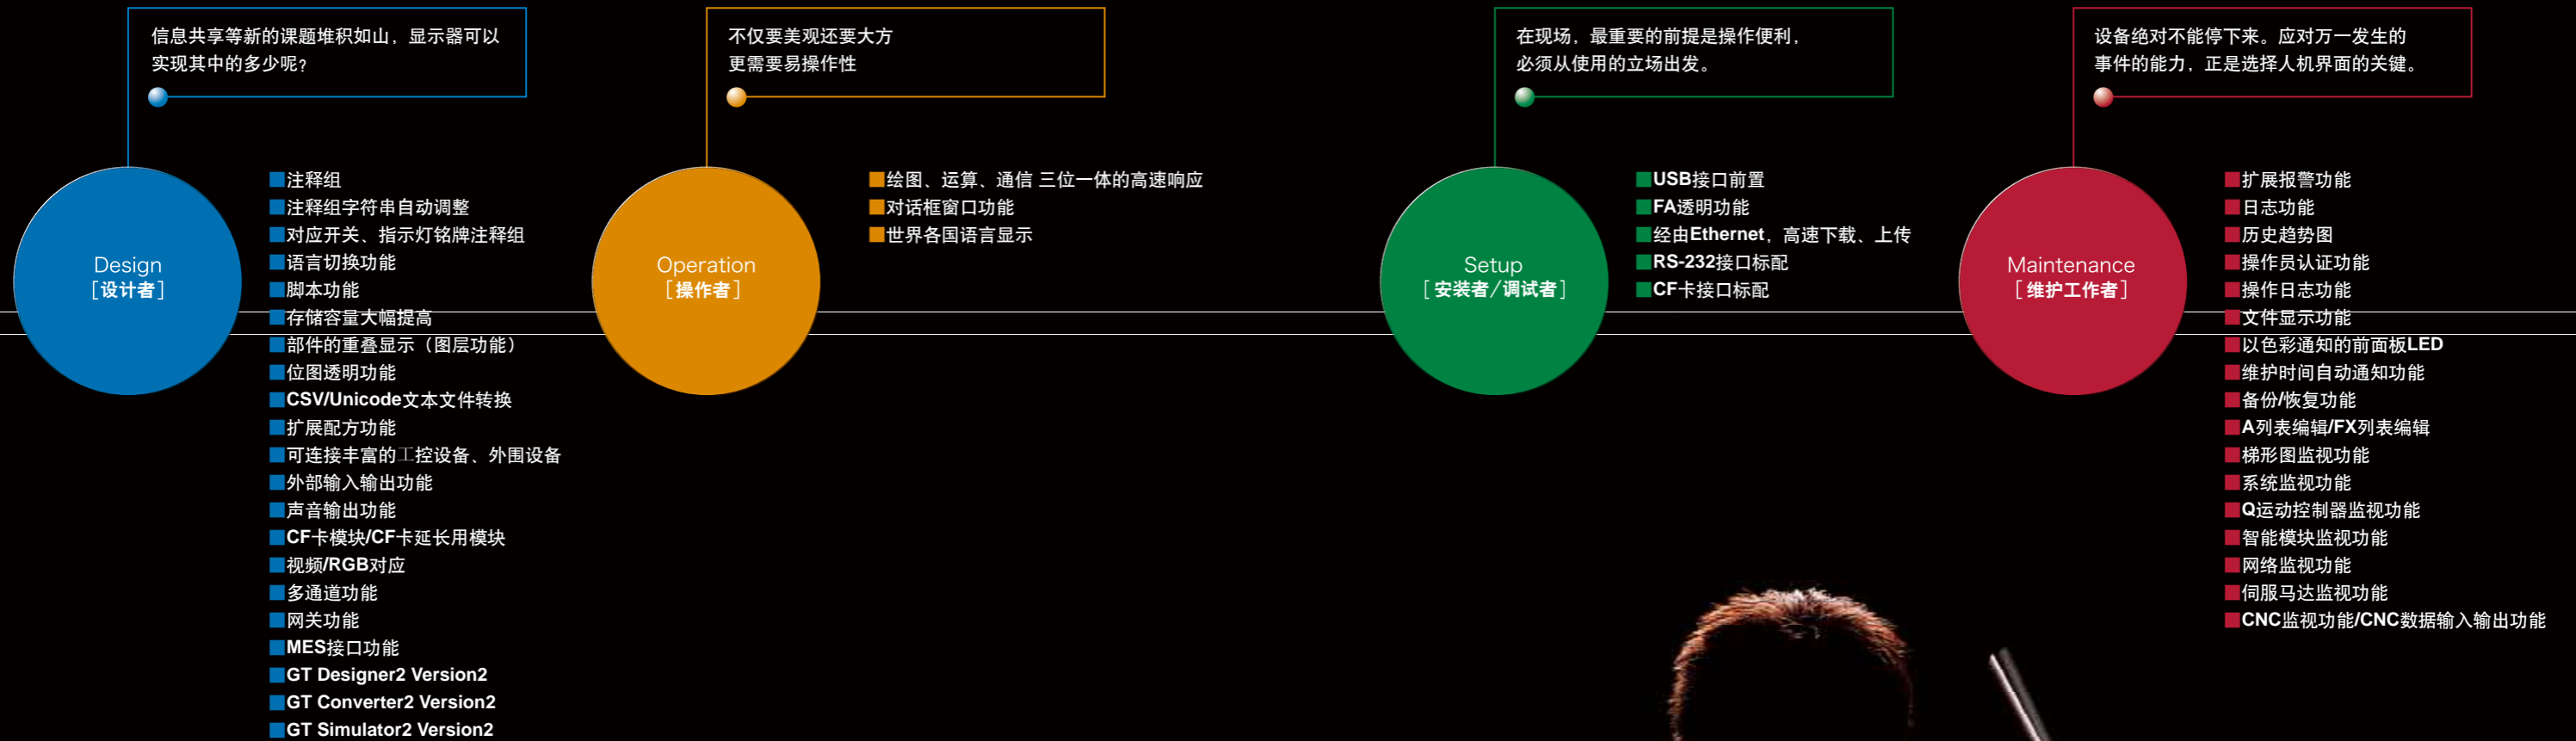 信息共享等新的课题堆积如山，显示器可以
实现其中的多少呢？
Design
［设计者］
■注释组
■注释组字符串自动调整
■对应开关、指示灯铭牌注释组
■语言切换功能
■脚本功能
■存储容量大幅提高
■部件的重叠显示（图层功能）
■位图透明功能
■CSV/Unicode文本文件转换
■扩展配方功能
■可连接丰富的工控设备、外围设备
■外部输入输出功能
■声音输出功能
■CF卡模块/CF卡延长用模块
■视频/RGB对应
■多通道功能
■网关功能
■MES接口功能
■GT Designer2 Version2
■GT Converter2 Version2
■GT Simulator2 Version2
不仅要美观还要大方
更需要易操作性
Operation
［操作者］
■绘图、运算、通信 三位一体的高速响应
■对话框窗口功能
■世界各国语言显示
在现场，最重要的前提是操作便利，
必须从使用的立场出发。
Setup
［安装者/调试者］
■USB接口前置
■FA透明功能
■经由Ethernet，高速下载、上传
■RS-232接口标配
■CF卡接口标配
设备绝对不能停下来。应对万一发生的
事件的能力，正是选择人机界面的关键。
Maintenance
［维护工作者］
■扩展报警功能
■日志功能
■历史趋势图
■操作员认证功能
■操作日志功能
■文件显示功能
■以色彩通知的前面板LED
■维护时间自动通知功能
■备份/恢复功能
■A列表编辑/FX列表编辑
■梯形图监视功能
■系统监视功能
■Q运动控制器监视功能
■智能模块监视功能
■网络监视功能
■伺服马达监视功能
■CNC监视功能/CNC数据输入输出功能